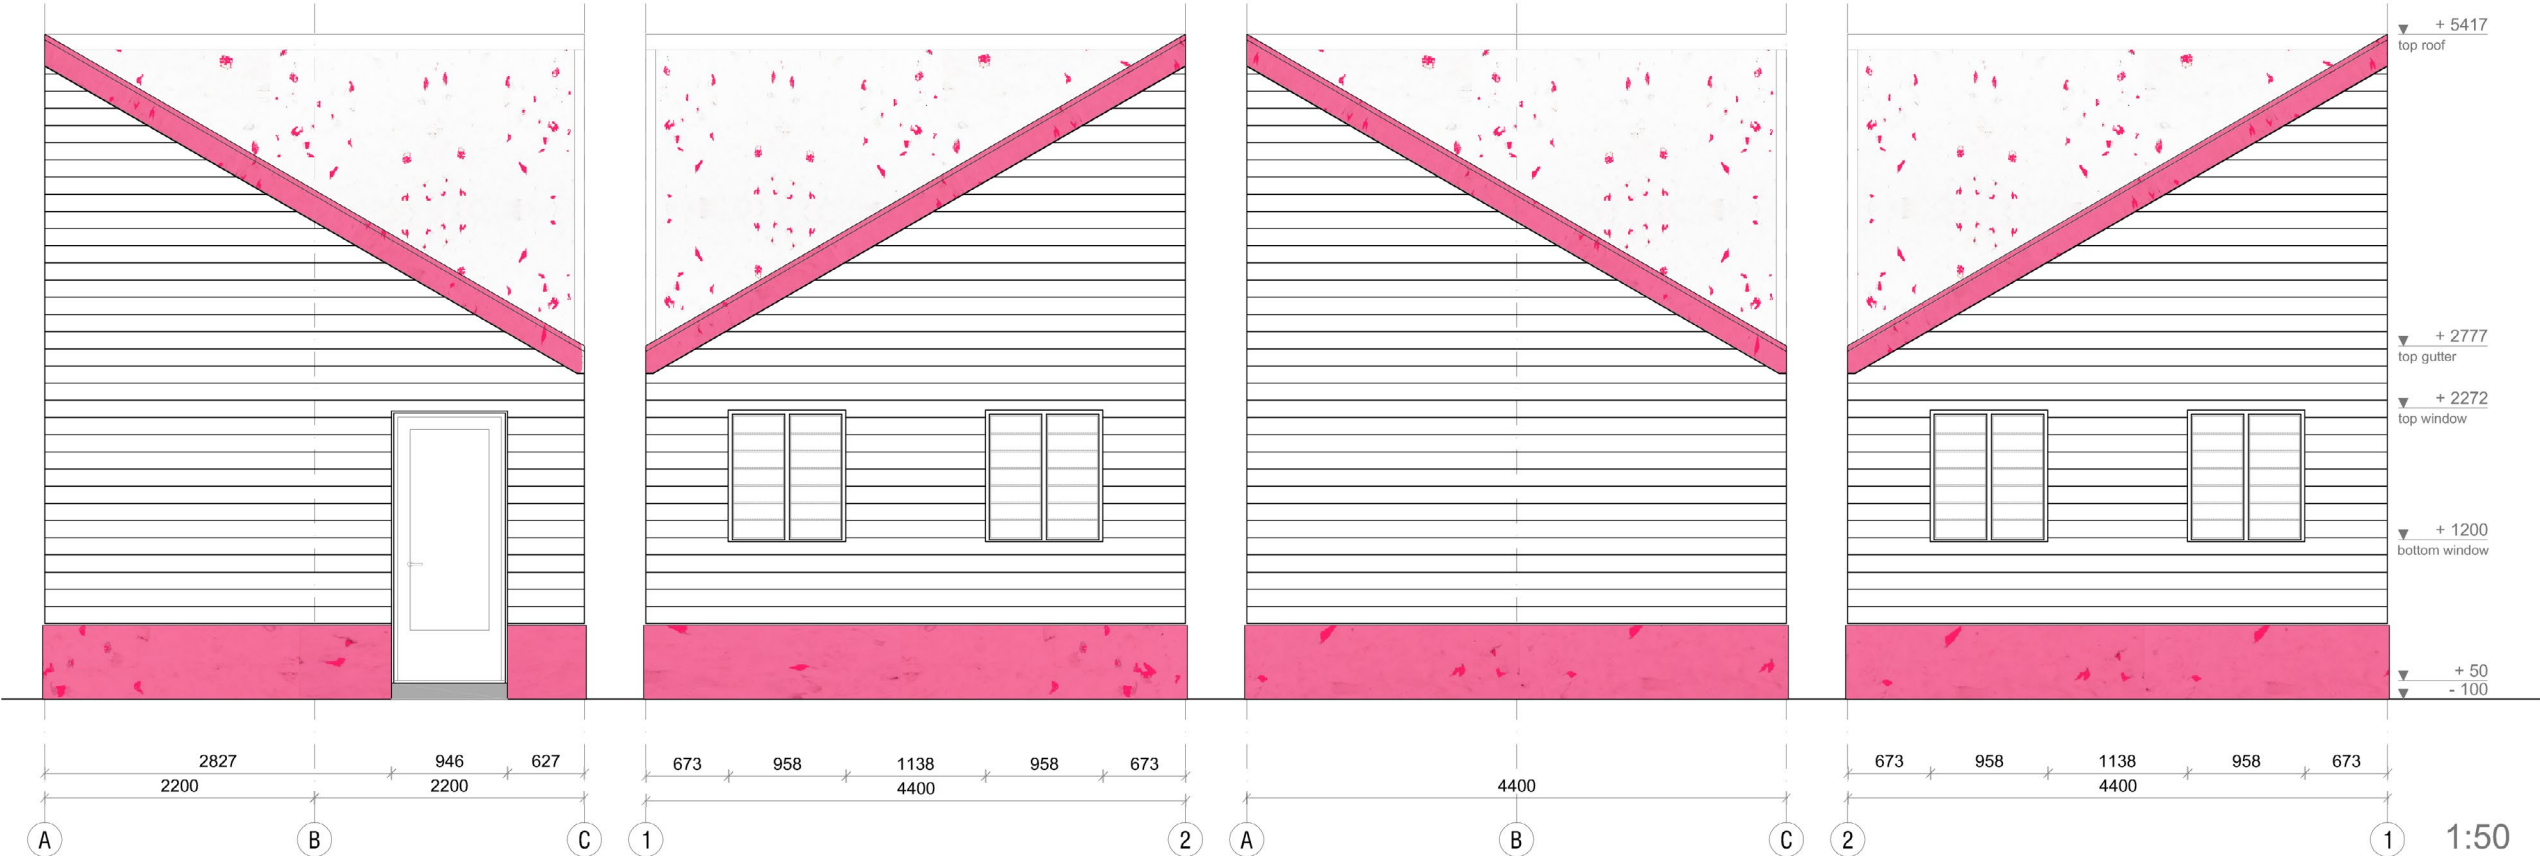 + 5417
top roof
+ 2777
top gutter
+ 2272
top window
+ 1200
bottom window
+ 50
- 100
2827 946 627
2200 2200
673 958 1138 958 673
4400
4400
673 958 1138 958 673
4400
A B C 1 2 A B C 2 1
1:50